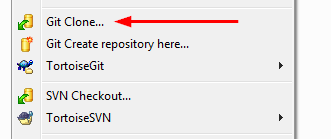 Git Clone...
Git Create repository here...
TortoiseGit
SVN Checkout...
TortoiseSVN